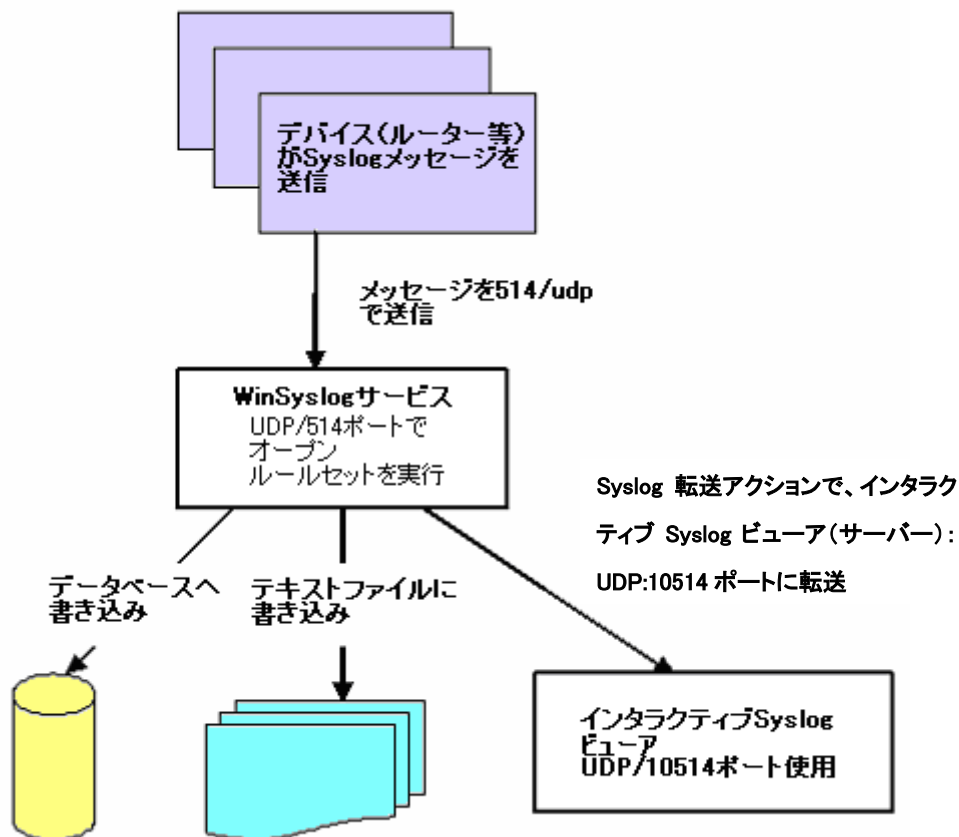 デバイス(ルーター等)
がSyslogメッセージを
送信
メッセージを514/udp
で送信
WinSyslogサービス
UDP/514ポートで
オープン
ルールセットを実行
Syslog 転送アクションで、インタラク
ティブ Syslog ビューア(サーバー):
UDP:10514 ポートに転送
データベースへ
書き込み
テキストファイルに
書き込み
インタラクティブSyslog
ビューア
UDP/10514ポート使用